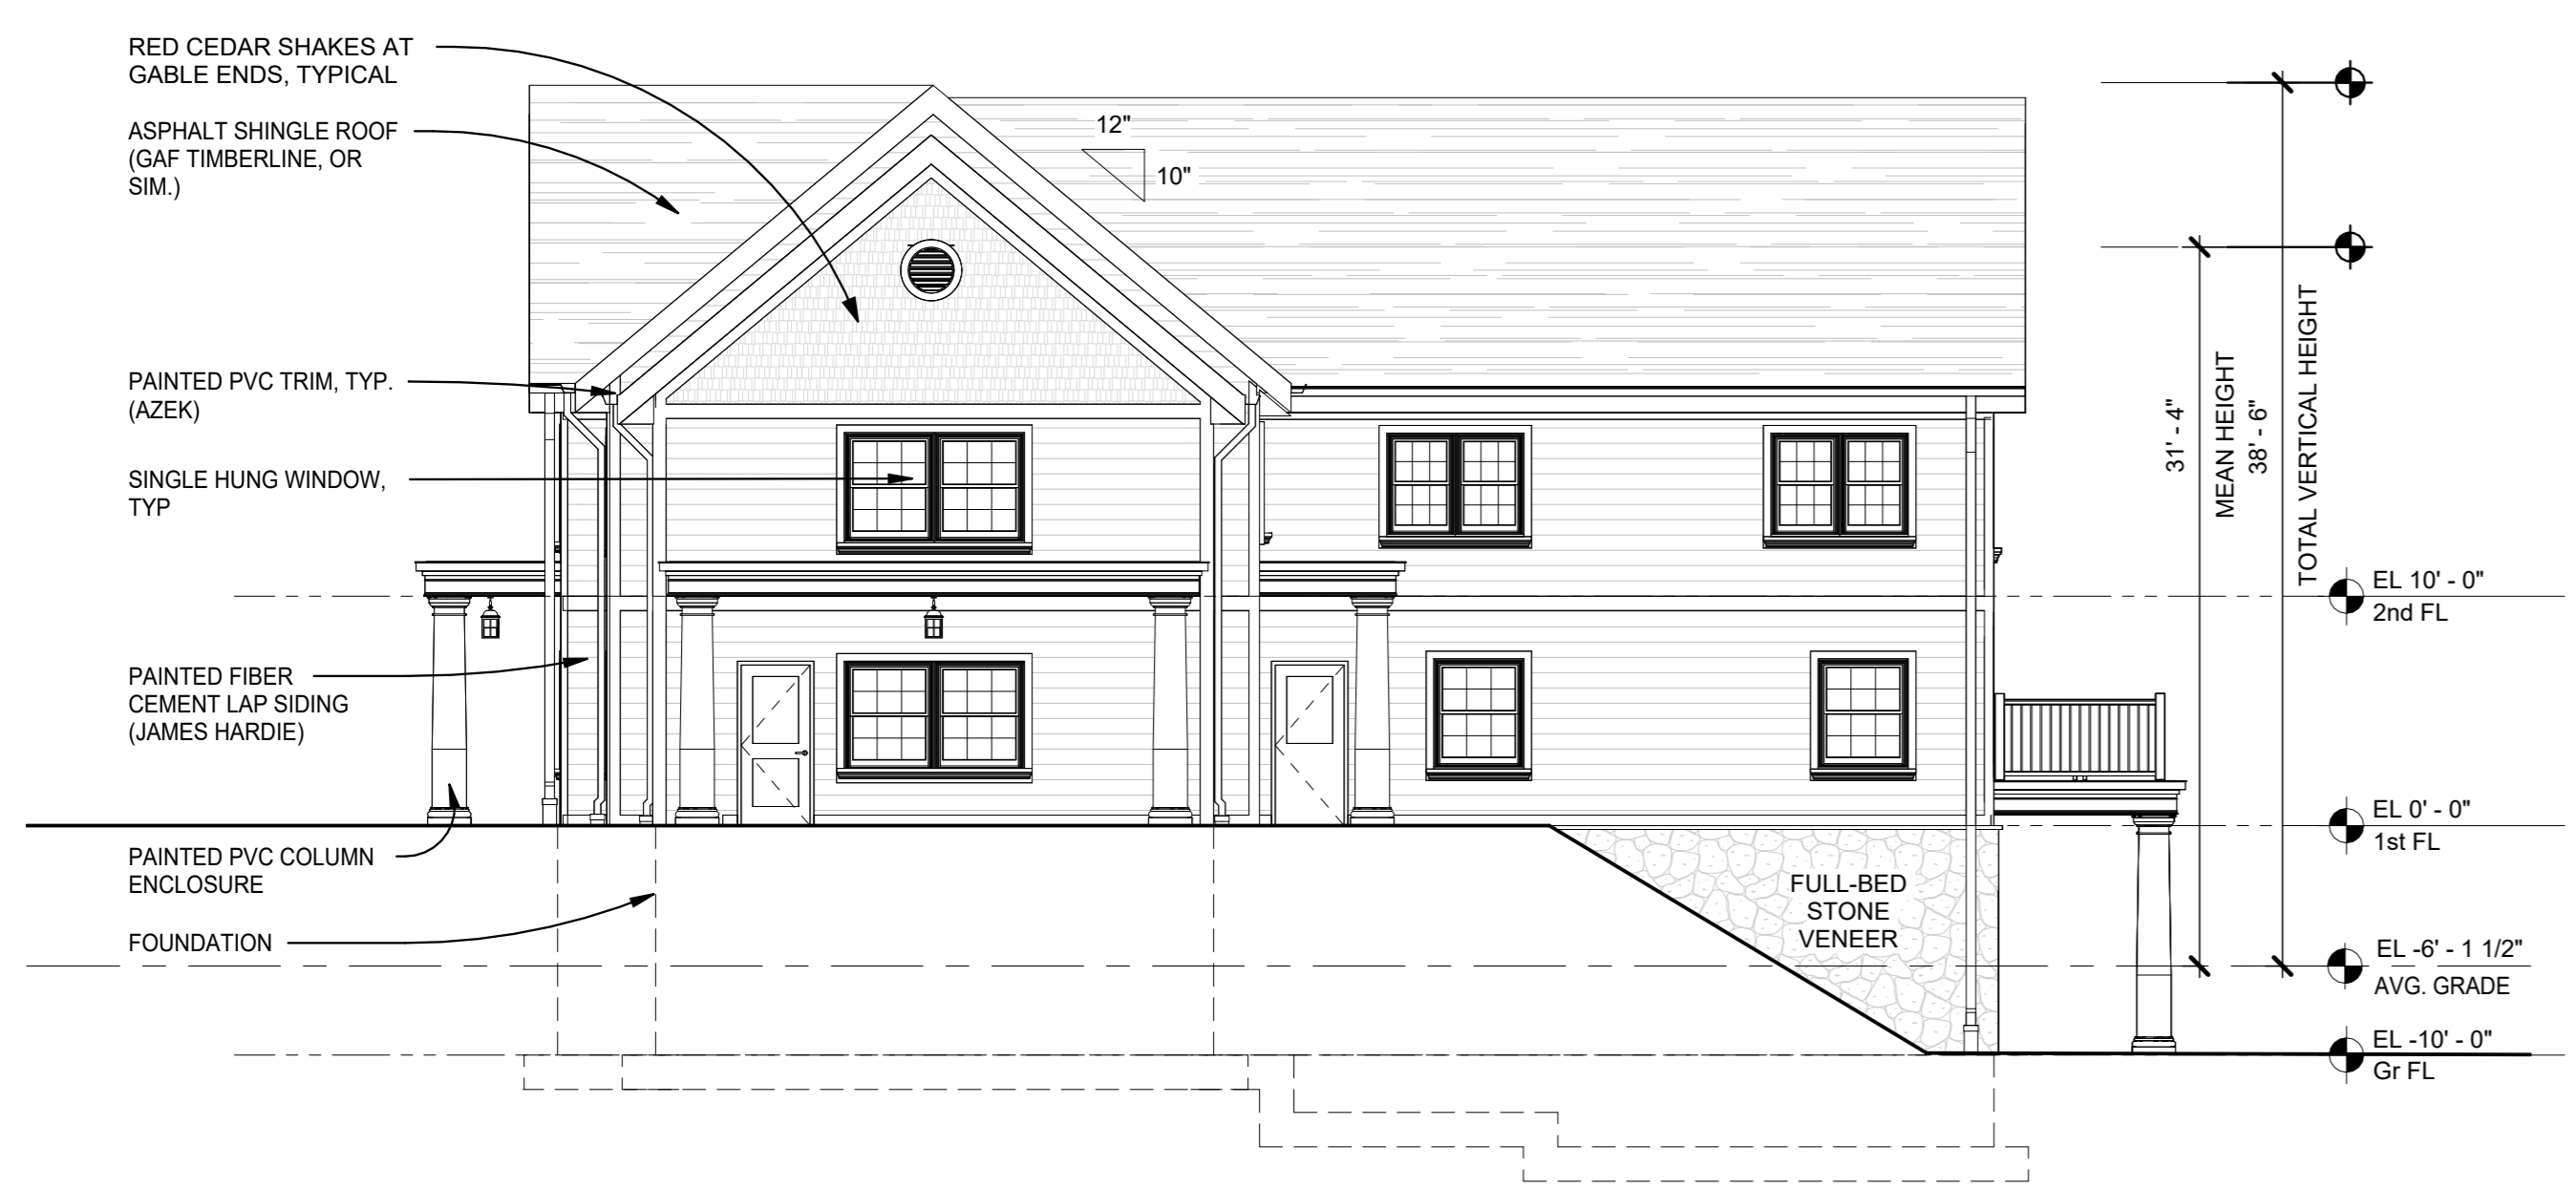 RED CEDAR SHAKES AT
GABLE ENDS, TYPICAL
ASPHALT SHINGLE ROOF
(GAF TIMBERLINE, OR
SIM.)
12"
10"
PAINTED PVC TRIM, TYP.
(AZEK)
SINGLE HUNG WINDOW,
TYP
PAINTED FIBER
CEMENT LAP SIDING
(JAMES HARDIE)
PAINTED PVC COLUMN
ENCLOSURE
FOUNDATION
FULL-BED
STONE
VENEER
31' - 4"
MEAN HEIGHT
38' - 6"
TOTAL VERTICAL HEIGHT
EL 10' - 0"
2nd FL
EL 0' - 0"
1st FL
EL -6' - 1 1/2"
AVG. GRADE
EL -10' - 0"
Gr FL